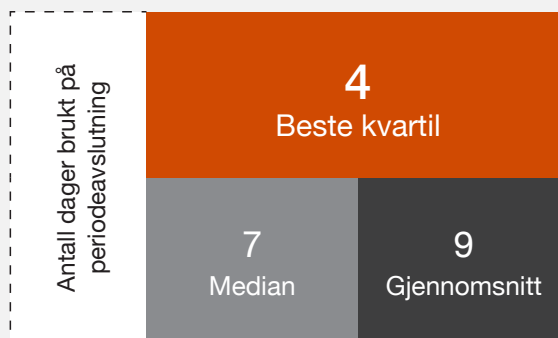 Antall dager brukt på
periodeavslutning
4
Beste kvartil
7
Median
9
Gjennomsnitt